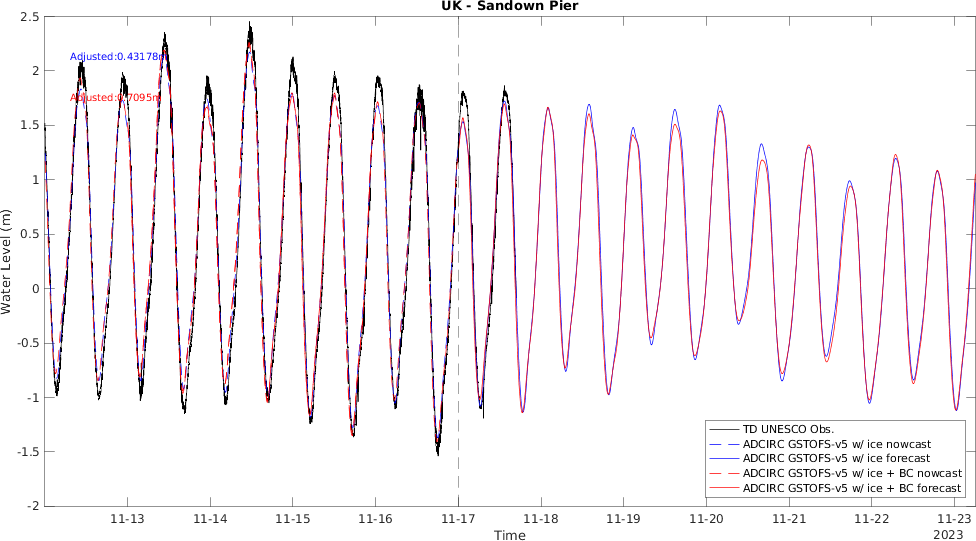 UK - Sandown Pier
2.5
2
1.5
1
0.5
0
-0.5
-1
-1.5
-2
Water Level (m)
Adjusted:0.43178m
Adjusted:0.7095m
TD UNESCO Obs.
ADCIRC GSTOFS-v5 w/ ice nowcast
ADCIRC GSTOFS-v5 w/ ice forecast
ADCIRC GSTOFS-v5 w/ ice + BC nowcast
ADCIRC GSTOFS-v5 w/ ice + BC forecast
11-13 11-14 11-15 11-16 11-17 11-18 11-19 11-20 11-21 11-22 11-23
Time
2023